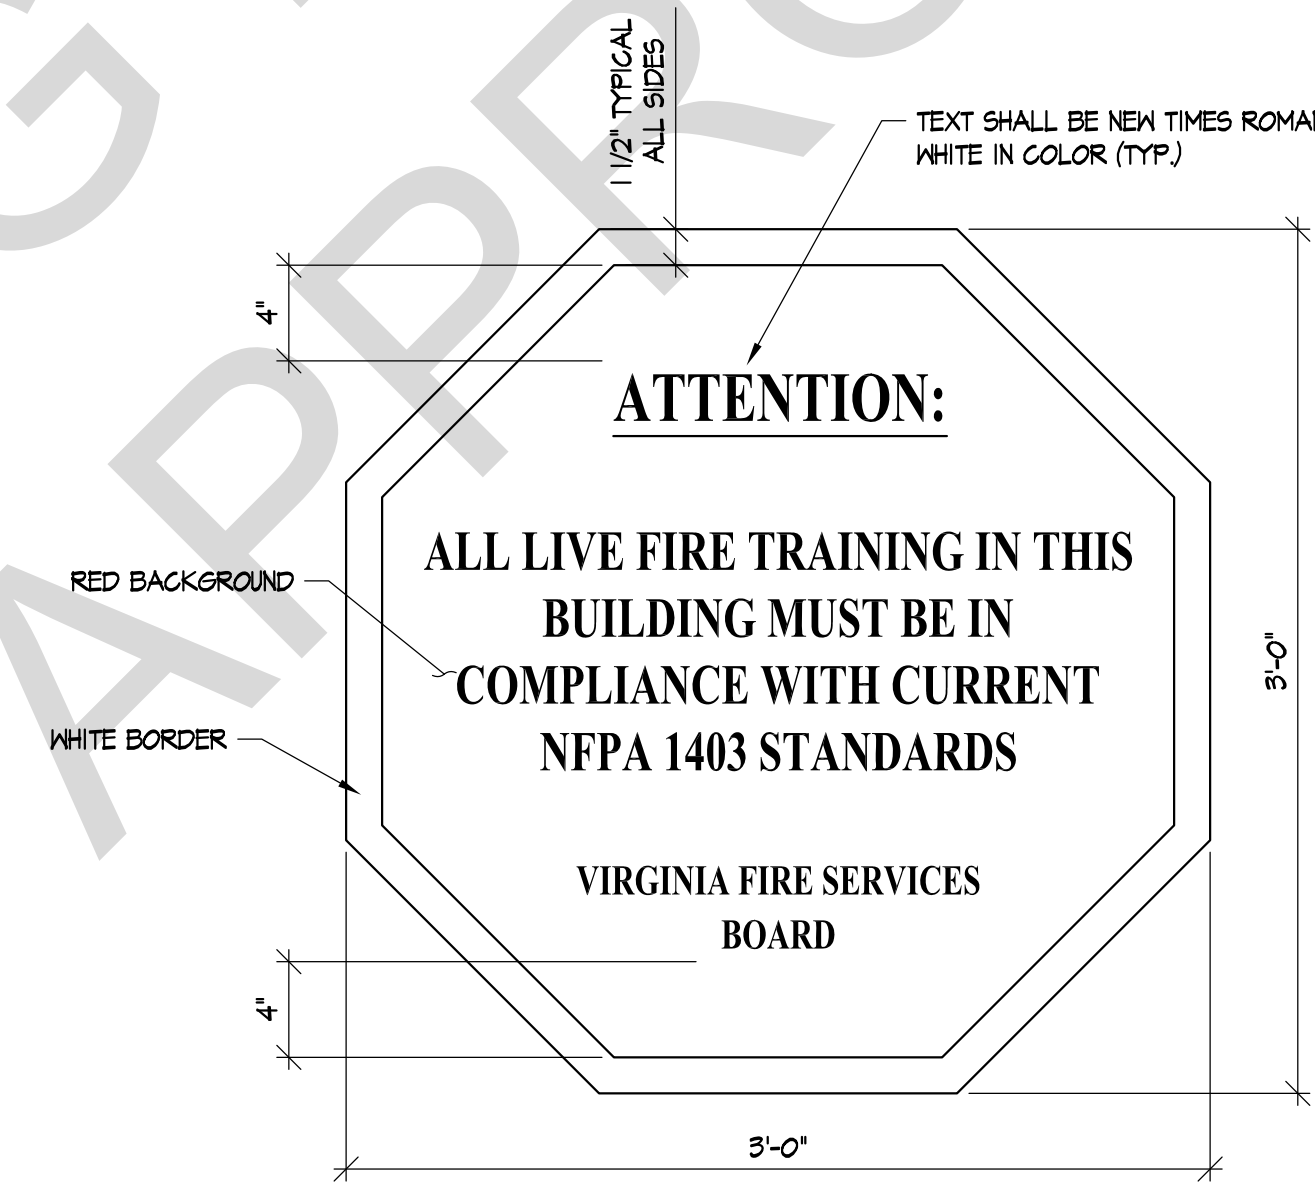 1 1/2" TYPICAL
ALL SIDES
TEXT SHALL BE NEW TIMES
WHITE IN COLOR (TYP.)
4"
ATTENTION:
ALL LIVE FIRE TRAINING IN THIS
BUILDING MUST BE IN
COMPLIANCE WITH CURRENT
NFPA 1403 STANDARDS
RED BACKGROUND
WHITE BORDER
3'-0"
VIRGINIA FIRE SERVICES
BOARD
4"
3'-0"